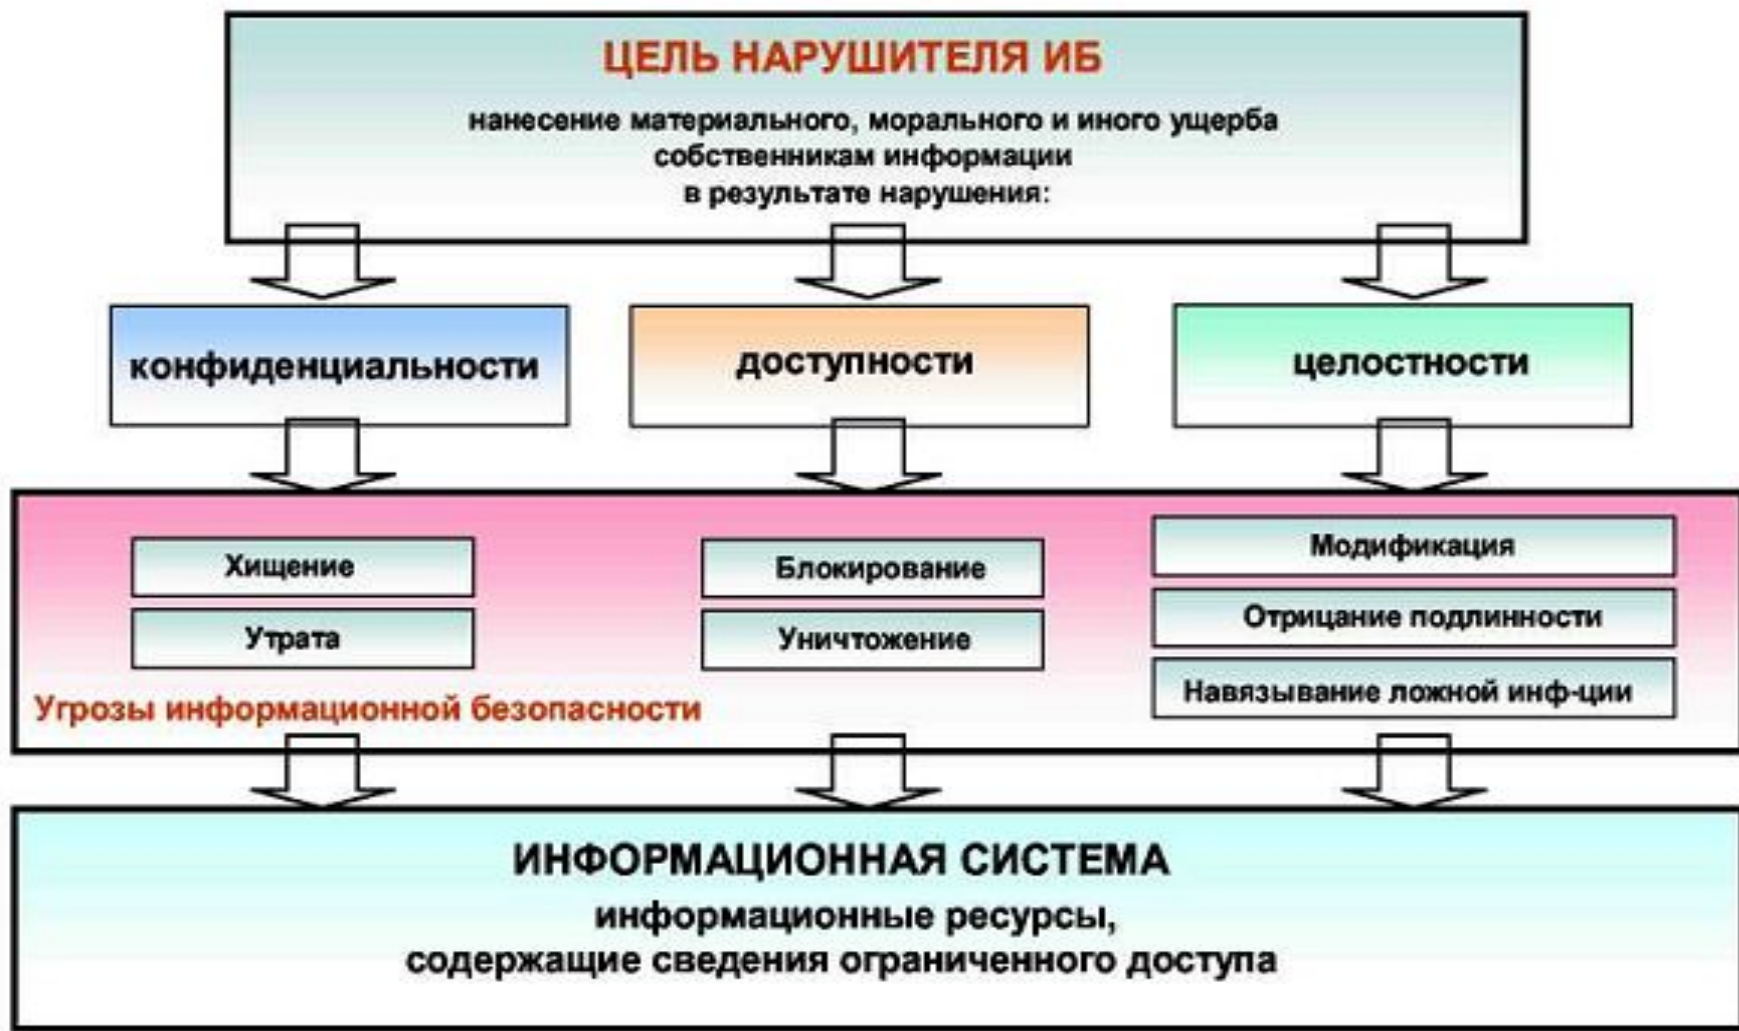 ЦЕЛЬ НАРУШИТЕЛЯ ИБ
нанесение материального, морального и иного ущерба
собственникам информации
в результате нарушения:
конфиденциальности
доступности
целостности
Хищение
Утрата
Блокирование
Уничтожение
Модификация
Отрицание подлинности
Навязывание ложной инф-ции
Угрозы информационной безопасности
ИНФОРМАЦИОННАЯ СИСТЕМА
информационные ресурсы,
содержащие сведения ограниченного доступа